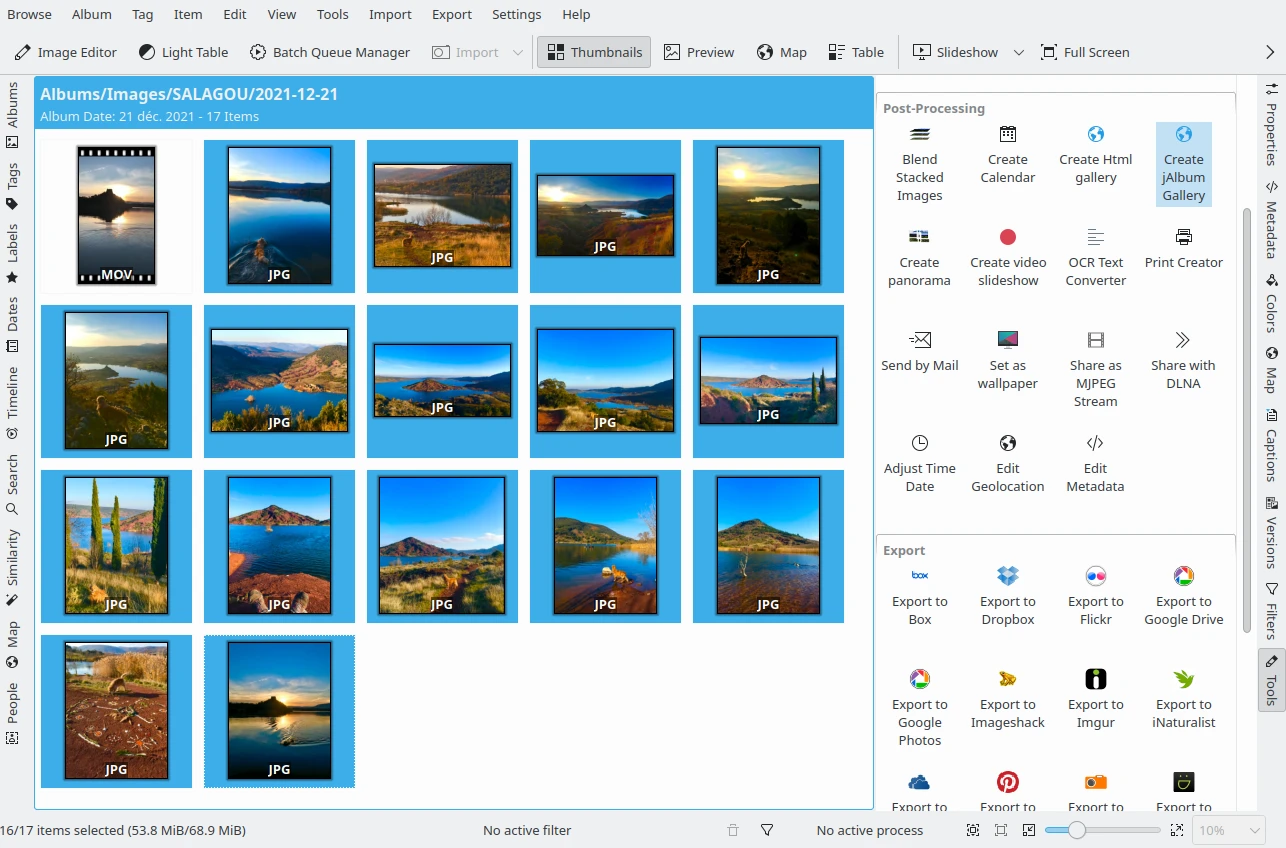 Browse Album Tag Item Edit View Tools Import Export Settings Help
Image Editor Light Table Batch Queue Manager Import Thumbnails Preview Map Table Slideshow Full Screen
Albums
Tags
Labels
Dates
Timeline
Search
Similarity
Map
People
Albums/Images/SALAGOU/2021-12-21
Album Date: 21 déc. 2021 - 17 Items
MOV JPG JPG JPG JPG
JPG JPG JPG JPG JPG
JPG JPG JPG JPG JPG
JPG JPG
Post-Processing
Blend
Stacked
Images
Create
Calendar
Create Html
gallery
Create
jAlbum
Gallery
Create
panorama
Create video
slideshow
OCR Text
Converter
Print Creator
Send by Mail
Set as
wallpaper
Share as
MJPEG
Stream
Share with
DLNA
Adjust Time
Date
Edit
Geolocation
Edit
Metadata
Export
box
Export to
Box
Export to
Dropbox
Export to
Flickr
Export to
Google Drive
Export to
Google
Photos
Export to
Imageshack
Export to
Imgur
Export to
iNaturalist
Export to
Export to
Export to
Export to
Properties
Metadata
Colors
Map
Captions
Versions
Filters
Tools
16/17 items selected (53.8 MiB/68.9 MiB) No active filter No active process 10%